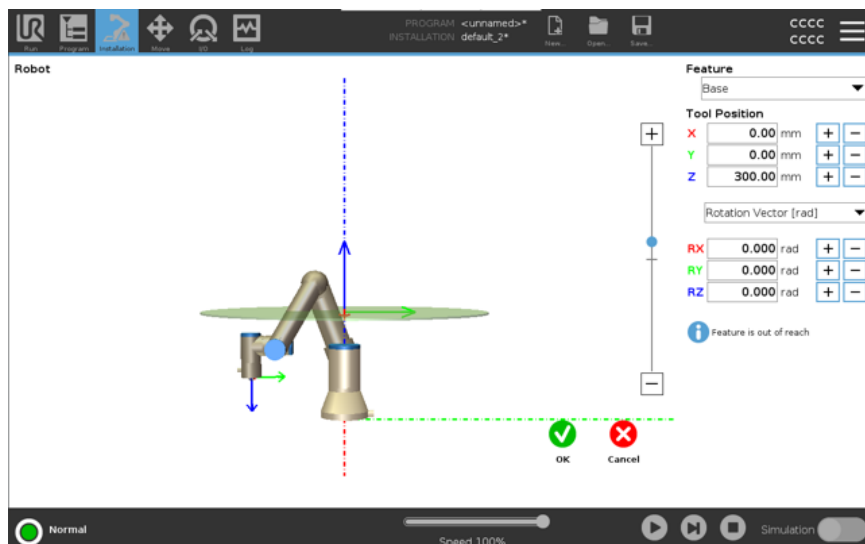 PROGRAM <unnamed>*
INSTALLATION default_2*
CCCC
CCCC
Run
Program
Installation
Move
I/O
Log
New...
Open...
Save...
Robot
Feature
Base
Tool Position
X 0.00 mm + −
Y 0.00 mm + −
Z 300.00 mm + −
Rotation Vector [rad]
RX 0.000 rad + −
RY 0.000 rad + −
RZ 0.000 rad + −
Feature is out of reach
OK
Cancel
Normal
Speed 100%
Simulation